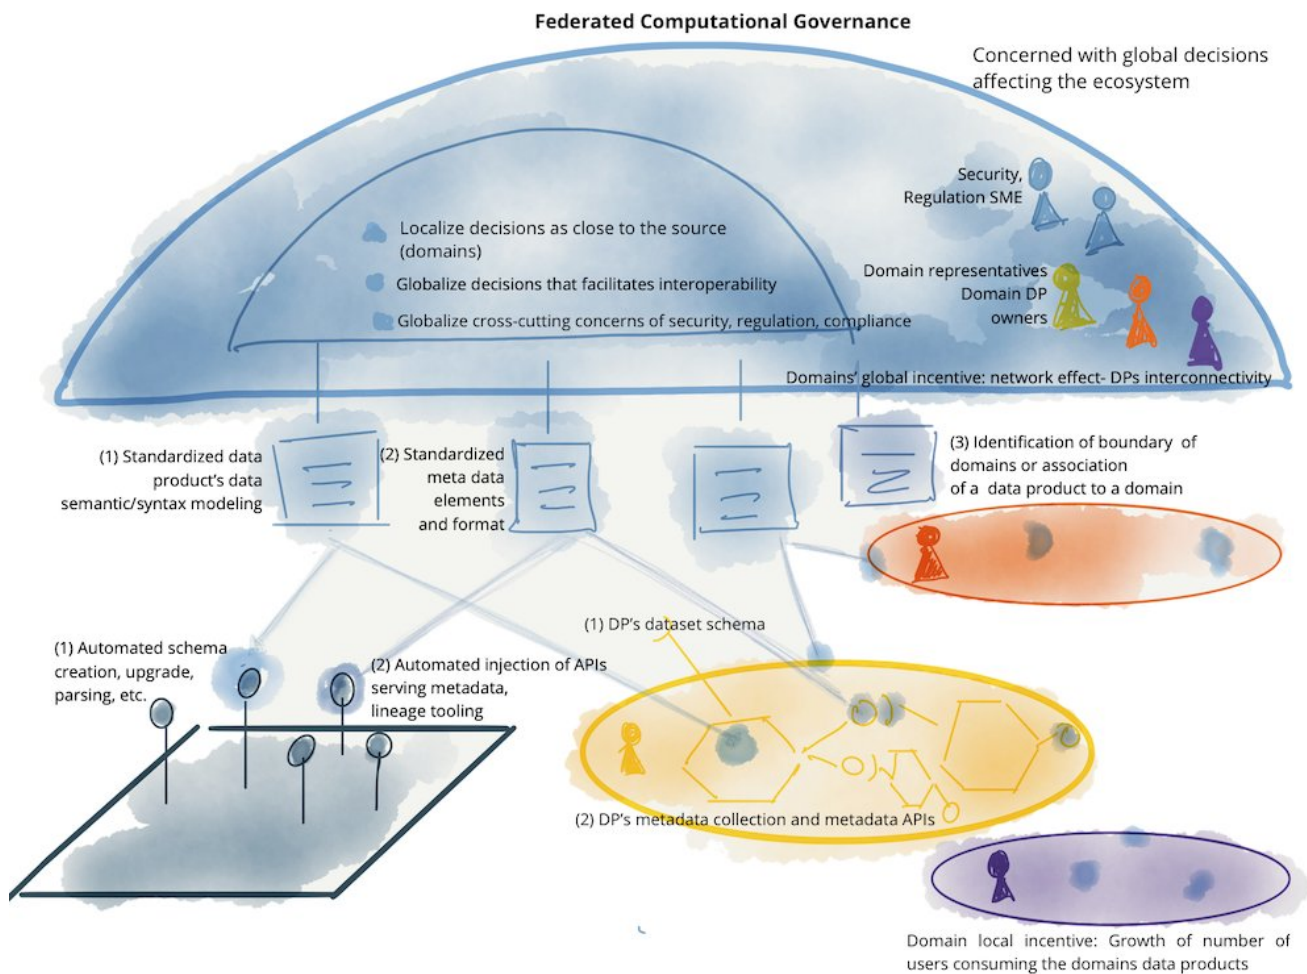 Federated Computational Governance
Concerned with global decisions
affecting the ecosystem
Security,
Regulation SME
Localize decisions as close to the source
(domains)
Globalize decisions that facilitates interoperability
Globalize cross-cutting concerns of security, regulation, compliance
Domain representatives
Domain DP
owners
Domains' global incentive: network effect- DPs interconnectivity
(1) Standardized data
product's data
semantic/syntax modeling
(2) Standardized
meta data
elements
and format
(3) Identification of boundary of
domains or association
of a data product to a domain
(1) Automated schema
creation, upgrade,
parsing, etc.
(2) Automated injection of APIs
serving metadata,
lineage tooling
(1) DP's dataset schema
(2) DP's metadata collection and metadata APIs
Domain local incentive: Growth of number of
users consuming the domains data products